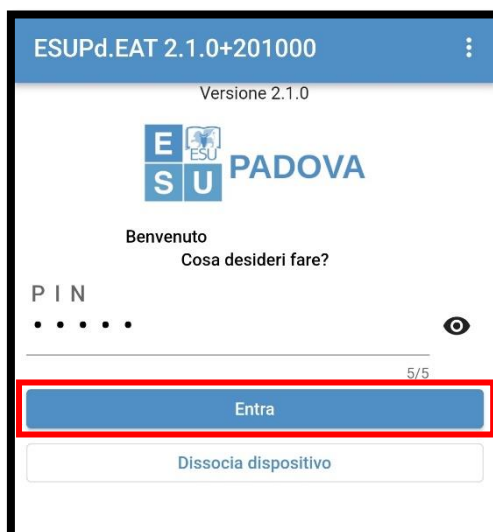 ESUPd.EAT 2.1.0+201000
Versione 2.1.0
E ESU
S U
PADOVA
Benvenuto
Cosa desideri fare?
PIN
5/5
Entra
Dissocia dispositivo